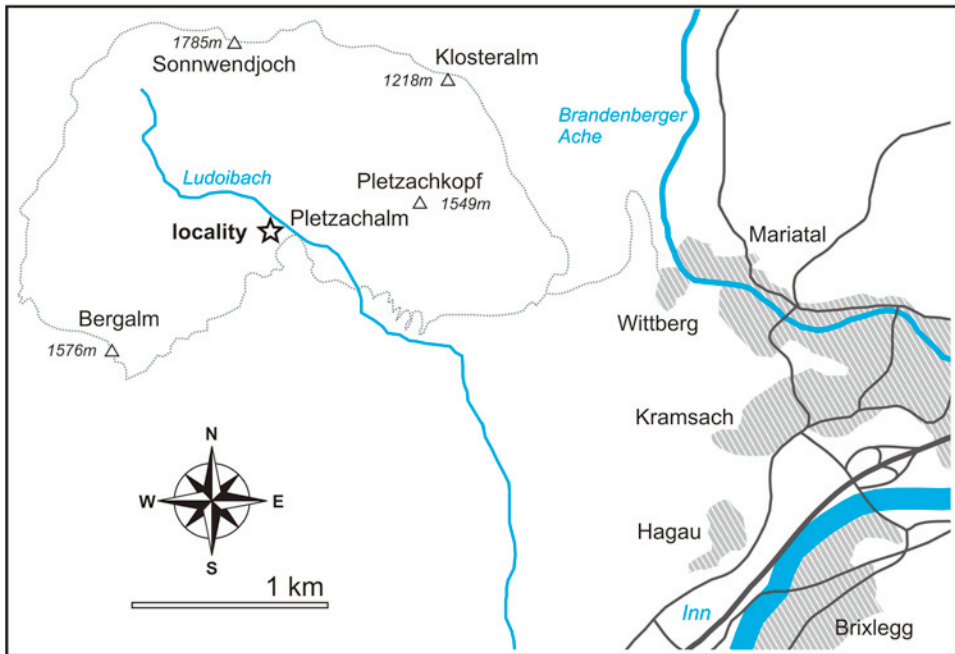 1785m
Sonnwendjoch
Klosteralm
1218m
Brandenberger
Ache
Ludoibach
Pletzachkopf
1549m
locality
Pletzachalm
Mariatal
Bergalm
1576m
Wittberg
Kramsach
N
W
E
S
Hagau
1 km
Inn
Brixlegg